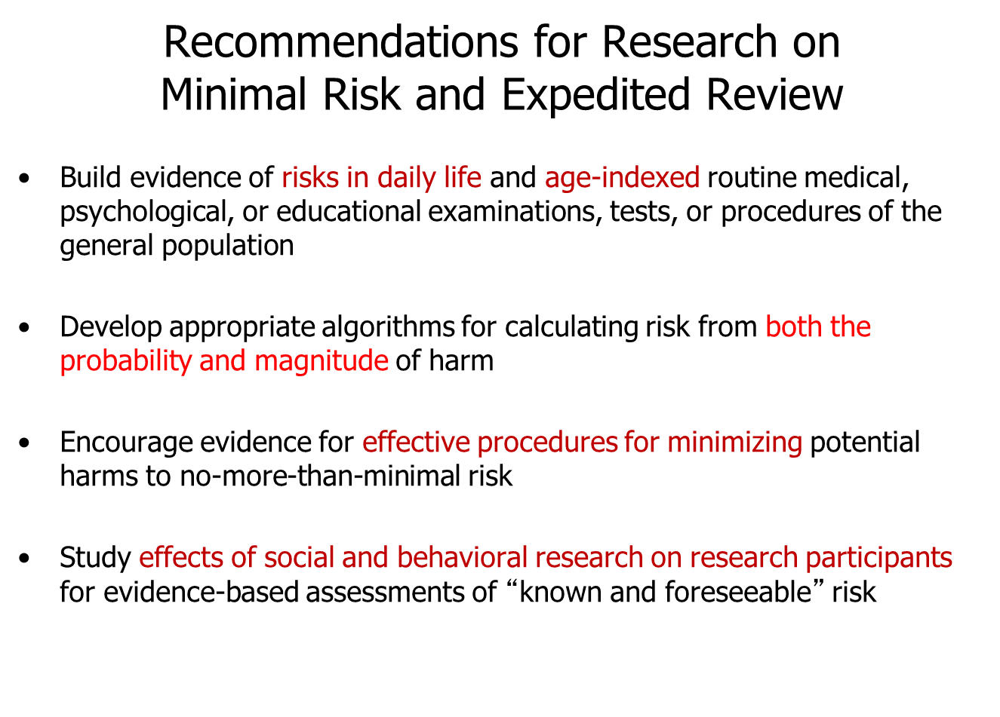 Recommendations for Research on
Minimal Risk and Expedited Review
• Build evidence of risks in daily life and age-indexed routine medical,
psychological, or educational examinations, tests, or procedures of the
general population
• Develop appropriate algorithms for calculating risk from both the
probability and magnitude of harm
• Encourage evidence for effective procedures for minimizing potential
harms to no-more-than-minimal risk
• Study effects of social and behavioral research on research participants
for evidence-based assessments of “known and foreseeable” risk